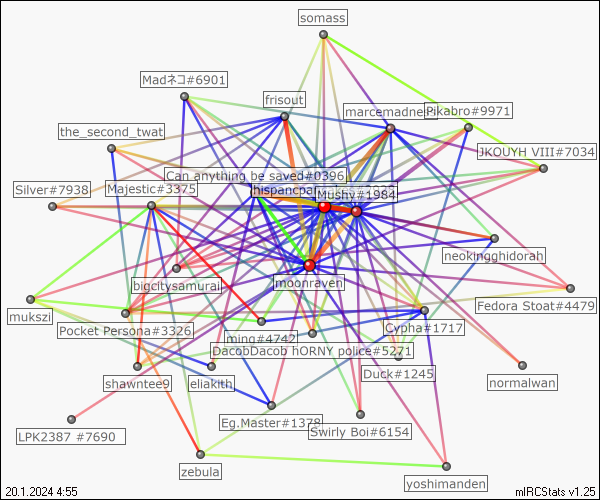 somass
Madネコ#6901
frisout
marcemadne
Pikabro#9971
the_second_twat
JKOUYH VIII#7034
Can anything be saved#0396
Silver#7938
Majestic#3375
hispancoa
Mushy#1984
neokingghidorah
bigcitysamurai
moonraven
Fedora Stoat#4479
mukszi
Pocket Persona#3326
Cypha#1717
ming#4742
DacobDacob
hORNY police#5271
Duck#1245
shawntee9
eliakith
normalwan
Eg.Master#1378
LPK2387 #7690
Swirly Boi#6154
zebula
yoshimanden
20.1.2024 4:55
mIRCStats v1.25